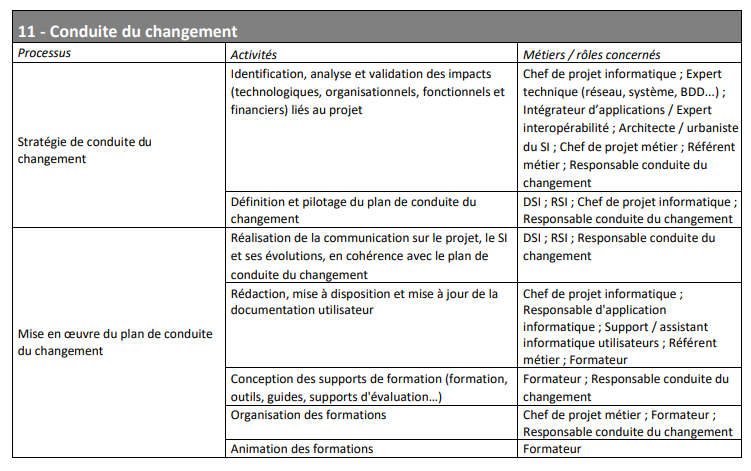 11 - Conduite du changement
Processus
Activités
Métiers / rôles concernés
Stratégie de conduite du
changement
Identification, analyse et validation des impacts
(technologiques, organisationnels, fonctionnels et
financiers) liés au projet
Chef de projet informatique ; Expert
technique (réseau, système, BDD...) ;
Intégrateur d’applications / Expert
interopérabilité ; Architecte / urbaniste
du SI ; Chef de projet métier ; Référent
métier ; Responsable conduite du
changement
Définition et pilotage du plan de conduite du
changement
DSI ; RSI ; Chef de projet informatique ;
Responsable conduite du changement
Mise en œuvre du plan de conduite
du changement
Réalisation de la communication sur le projet, le SI
et ses évolutions, en cohérence avec le plan de
conduite du changement
DSI ; RSI ; Responsable conduite du
changement
Rédaction, mise à disposition et mise à jour de la
documentation utilisateur
Chef de projet informatique ;
Responsable d'application
informatique ; Support / assistant
informatique utilisateurs ; Référent
métier ; Formateur
Conception des supports de formation (formation,
outils, guides, supports d'évaluation…)
Formateur ; Responsable conduite du
changement
Organisation des formations
Chef de projet métier ; Formateur ;
Responsable conduite du changement
Animation des formations
Formateur